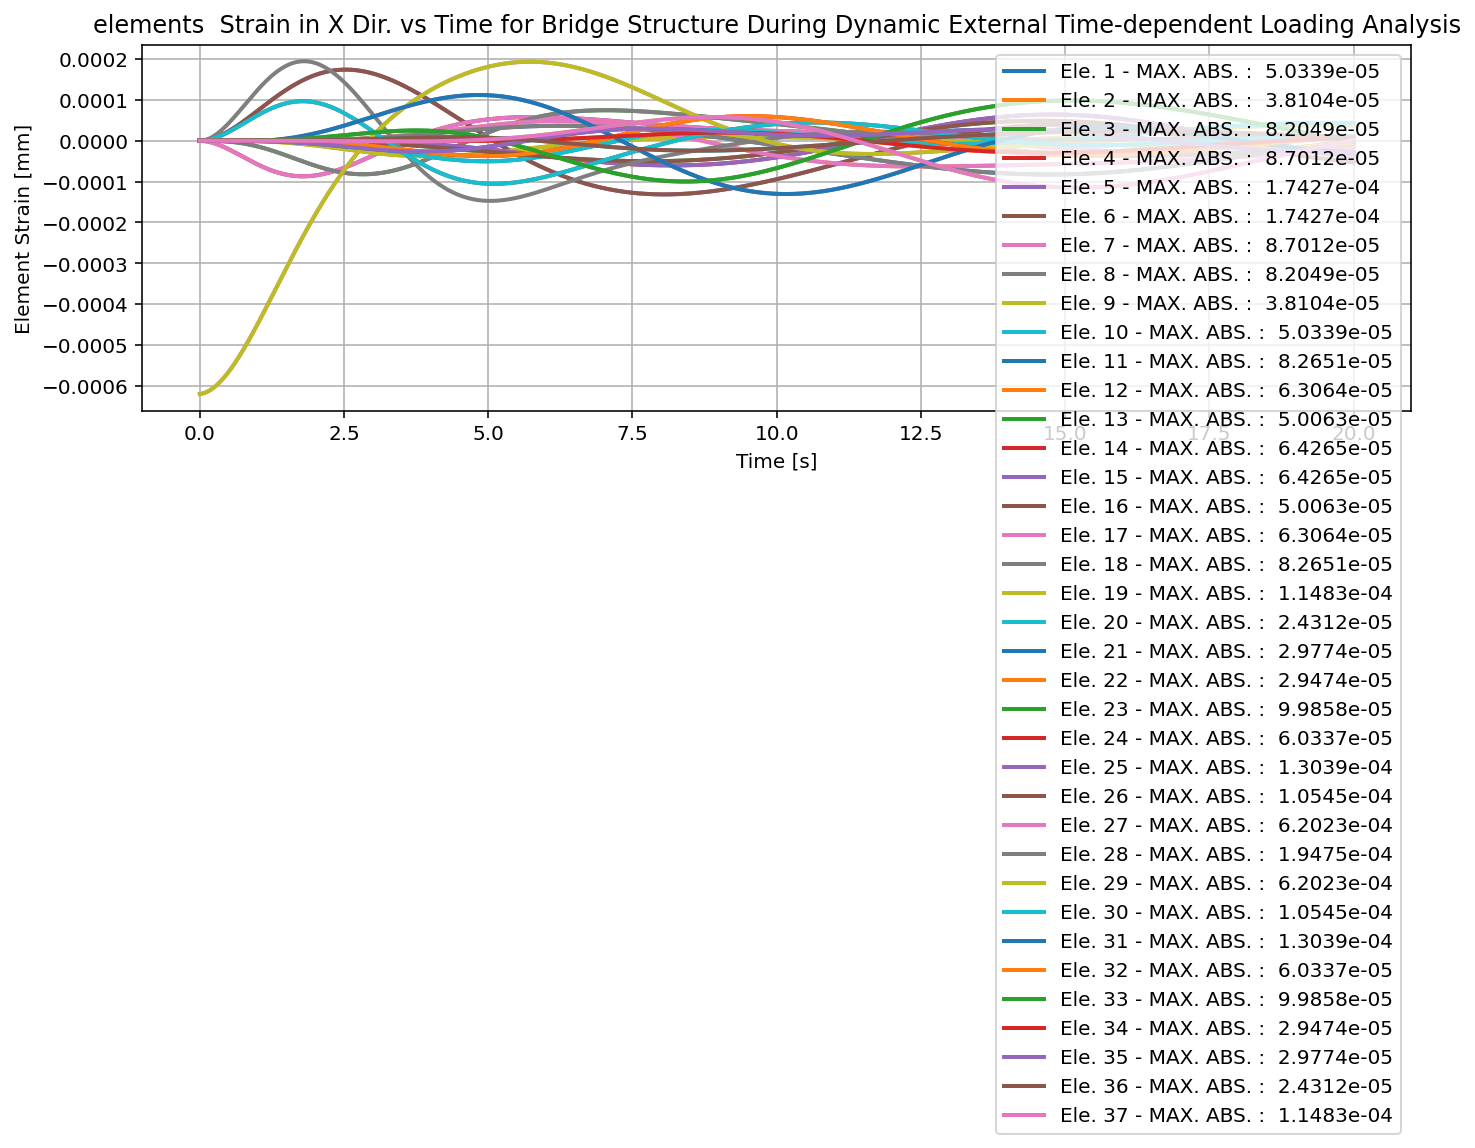 elements  Strain in X Dir. vs Time for Bridge Structure During Dynamic External Time-dependent Loading Analysis
Element Strain [mm]
0.0002
0.0001
0.0000
−0.0001
−0.0002
−0.0003
−0.0004
−0.0005
−0.0006
0.0 2.5 5.0 7.5 10.0 12.5 15.0 17.5 20.0
Time [s]
Ele. 1 - MAX. ABS. :  5.0339e-05
Ele. 2 - MAX. ABS. :  3.8104e-05
Ele. 3 - MAX. ABS. :  8.2049e-05
Ele. 4 - MAX. ABS. :  8.7012e-05
Ele. 5 - MAX. ABS. :  1.7427e-04
Ele. 6 - MAX. ABS. :  1.7427e-04
Ele. 7 - MAX. ABS. :  8.7012e-05
Ele. 8 - MAX. ABS. :  8.2049e-05
Ele. 9 - MAX. ABS. :  3.8104e-05
Ele. 10 - MAX. ABS. :  5.0339e-05
Ele. 11 - MAX. ABS. :  8.2651e-05
Ele. 12 - MAX. ABS. :  6.3064e-05
Ele. 13 - MAX. ABS. :  5.0063e-05
Ele. 14 - MAX. ABS. :  6.4265e-05
Ele. 15 - MAX. ABS. :  6.4265e-05
Ele. 16 - MAX. ABS. :  5.0063e-05
Ele. 17 - MAX. ABS. :  6.3064e-05
Ele. 18 - MAX. ABS. :  8.2651e-05
Ele. 19 - MAX. ABS. :  1.1483e-04
Ele. 20 - MAX. ABS. :  2.4312e-05
Ele. 21 - MAX. ABS. :  2.9774e-05
Ele. 22 - MAX. ABS. :  2.9474e-05
Ele. 23 - MAX. ABS. :  9.9858e-05
Ele. 24 - MAX. ABS. :  6.0337e-05
Ele. 25 - MAX. ABS. :  1.3039e-04
Ele. 26 - MAX. ABS. :  1.0545e-04
Ele. 27 - MAX. ABS. :  6.2023e-04
Ele. 28 - MAX. ABS. :  1.9475e-04
Ele. 29 - MAX. ABS. :  6.2023e-04
Ele. 30 - MAX. ABS. :  1.0545e-04
Ele. 31 - MAX. ABS. :  1.3039e-04
Ele. 32 - MAX. ABS. :  6.0337e-05
Ele. 33 - MAX. ABS. :  9.9858e-05
Ele. 34 - MAX. ABS. :  2.9474e-05
Ele. 35 - MAX. ABS. :  2.9774e-05
Ele. 36 - MAX. ABS. :  2.4312e-05
Ele. 37 - MAX. ABS. :  1.1483e-04